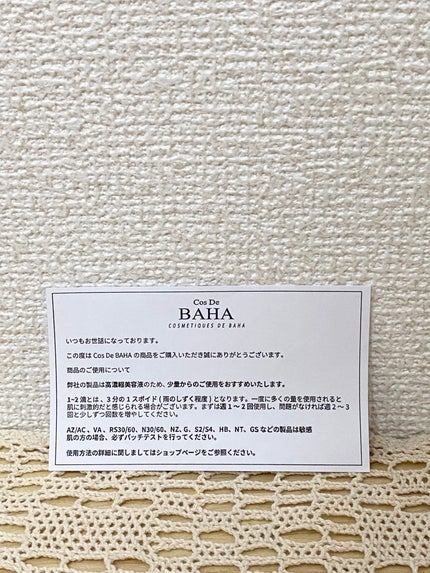 Cos De
BAHA
COSMETIQUES DE BAHA
いつもお世話になっております。
この度は Cos De BAHA の商品をご購入いただき誠にありがとうございます。
商品のご使用について
弊社の製品は高濃縮美容液のため、少量からのご使用をおすすめいたします。
1~2 滴とは、3分の1スポイド ( 雨のしずく程度 ) となります。一度に多くの量を使用されると
肌に刺激的だと感じられる場合がございます。まずは週1~2回使用し、問題がなければ週2~3
回と少しずつ回数を増やしてください。
AZ/AC 、VA 、RS30/60、N30/60、NZ、G、S2/S4、HB、NT、GS などの製品は敏感
肌の方の場合、必ずパッチテストを行ってください。
使用方法の詳細に関しましてはショップページをご参照ください。